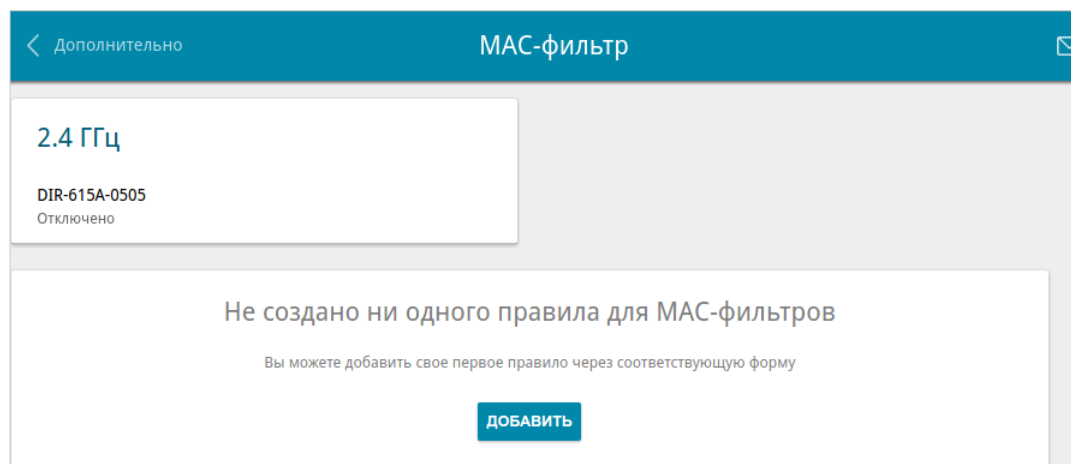 Дополнительно
MAC-фильтр
2.4 ГГц
DIR-615A-0505
Отключено
Не создано ни одного правила для MAC-фильтров
Вы можете добавить свое первое правило через соответствующую форму
ДОБАВИТЬ